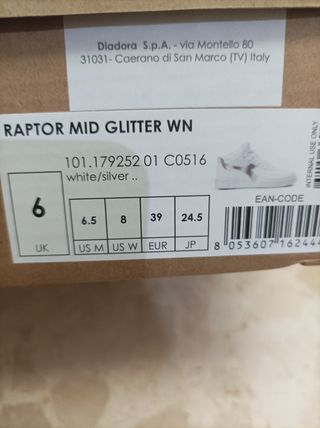 Diadora S.p.A. - via Montello 80
31031- Caerano di San Marco (TV) Italy
RAPTOR MID GLITTER WN
101.179252 01 C0516
white/silver ..
INTERNAL USE ONLY
6
UK
6.5 8 39 24.5
US M US W EUR JP
EAN-CODE
8 053607 162444